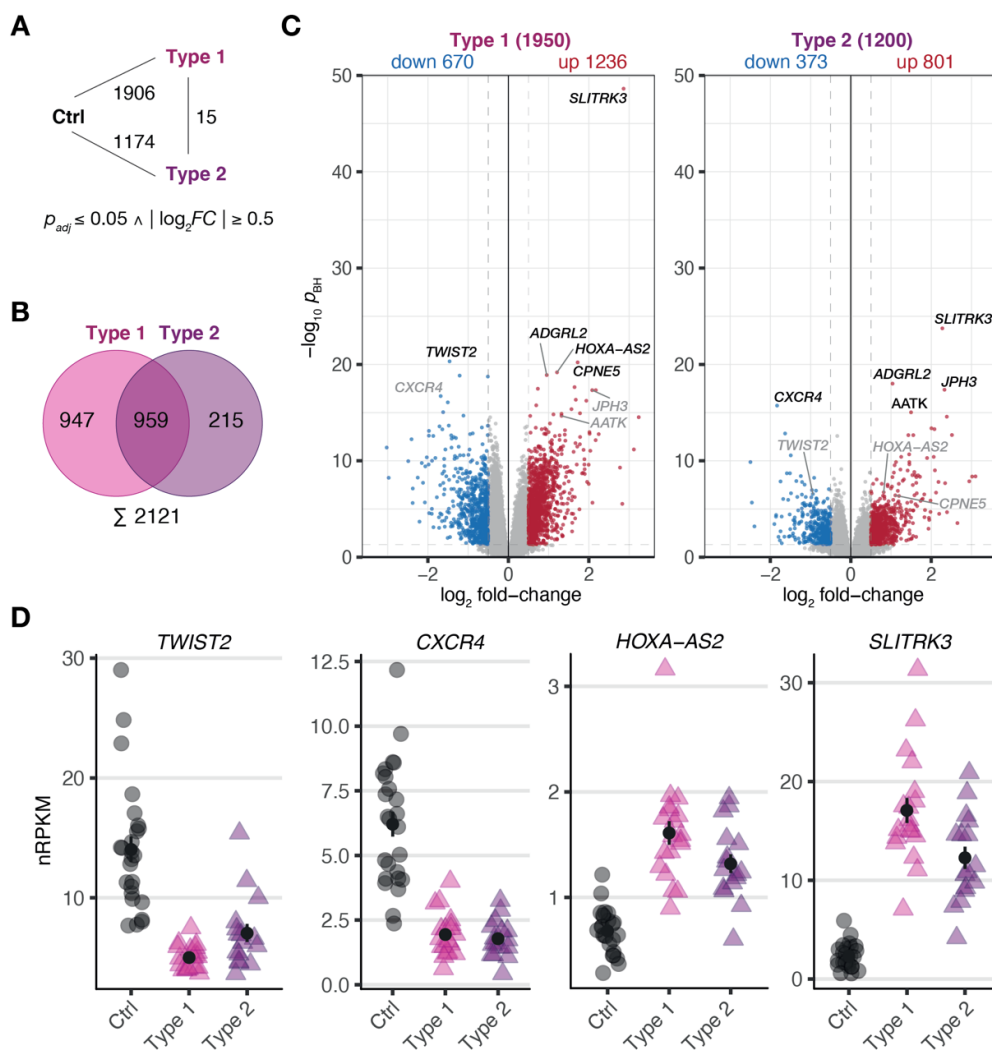 A
Type 1
1906
Ctrl
15
1174
Type 2
p_adj ≤ 0.05 ∧ | log₂FC | ≥ 0.5
B
Type 1 Type 2
947 959 215
∑ 2121
C
Type 1 (1950)
down 670 up 1236
50
40
30
20
10
0
−log₁₀ p_BH
SLITRK3
ADGRL2
TWIST2
HOXA−AS2
CPNE5
CXCR4
JPH3
AATK
−2 0 2
log₂ fold−change
Type 2 (1200)
down 373 up 801
50
40
30
20
10
0
SLITRK3
ADGRL2
JPH3
CXCR4
AATK
TWIST2
HOXA−AS2
CPNE5
−2 0 2
log₂ fold−change
D
nRPKM
TWIST2
30
20
10
Ctrl Type 1 Type 2
CXCR4
12.5
10.0
7.5
5.0
2.5
0.0
Ctrl Type 1 Type 2
HOXA−AS2
3
2
1
Ctrl Type 1 Type 2
SLITRK3
30
20
10
0
Ctrl Type 1 Type 2